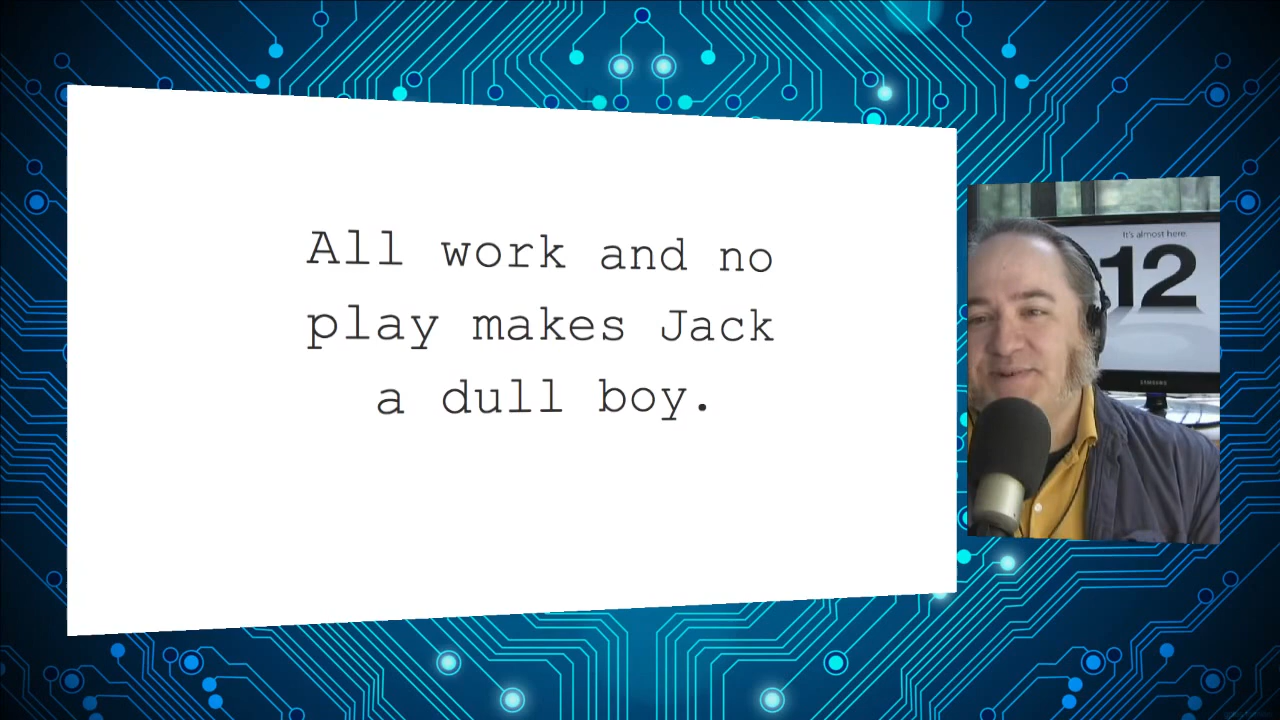 All work and no
play makes Jack
a dull boy.
It's almost here.
12
SAMSUNG